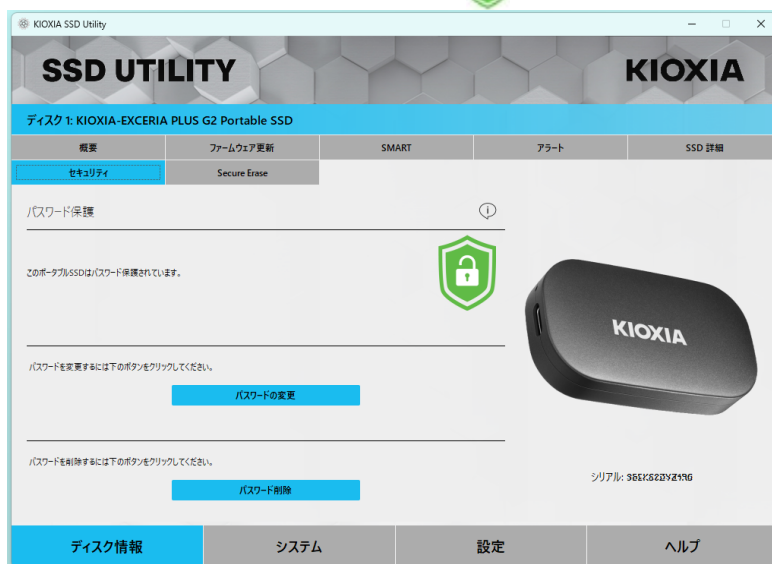 KIOXIA SSD Utility
SSD UTILITY
KIOXIA
ディスク 1: KIOXIA-EXCERIA PLUS G2 Portable SSD
概要
ファームウェア更新
SMART
アラート
SSD 詳細
セキュリティ
Secure Erase
パスワード保護
このポータブルSSDはパスワード保護されています。
KIOXIA
パスワードを変更するには下のボタンをクリックしてください。
パスワードの変更
パスワードを削除するには下のボタンをクリックしてください。
パスワード削除
シリアル:
ディスク情報
システム
設定
ヘルプ